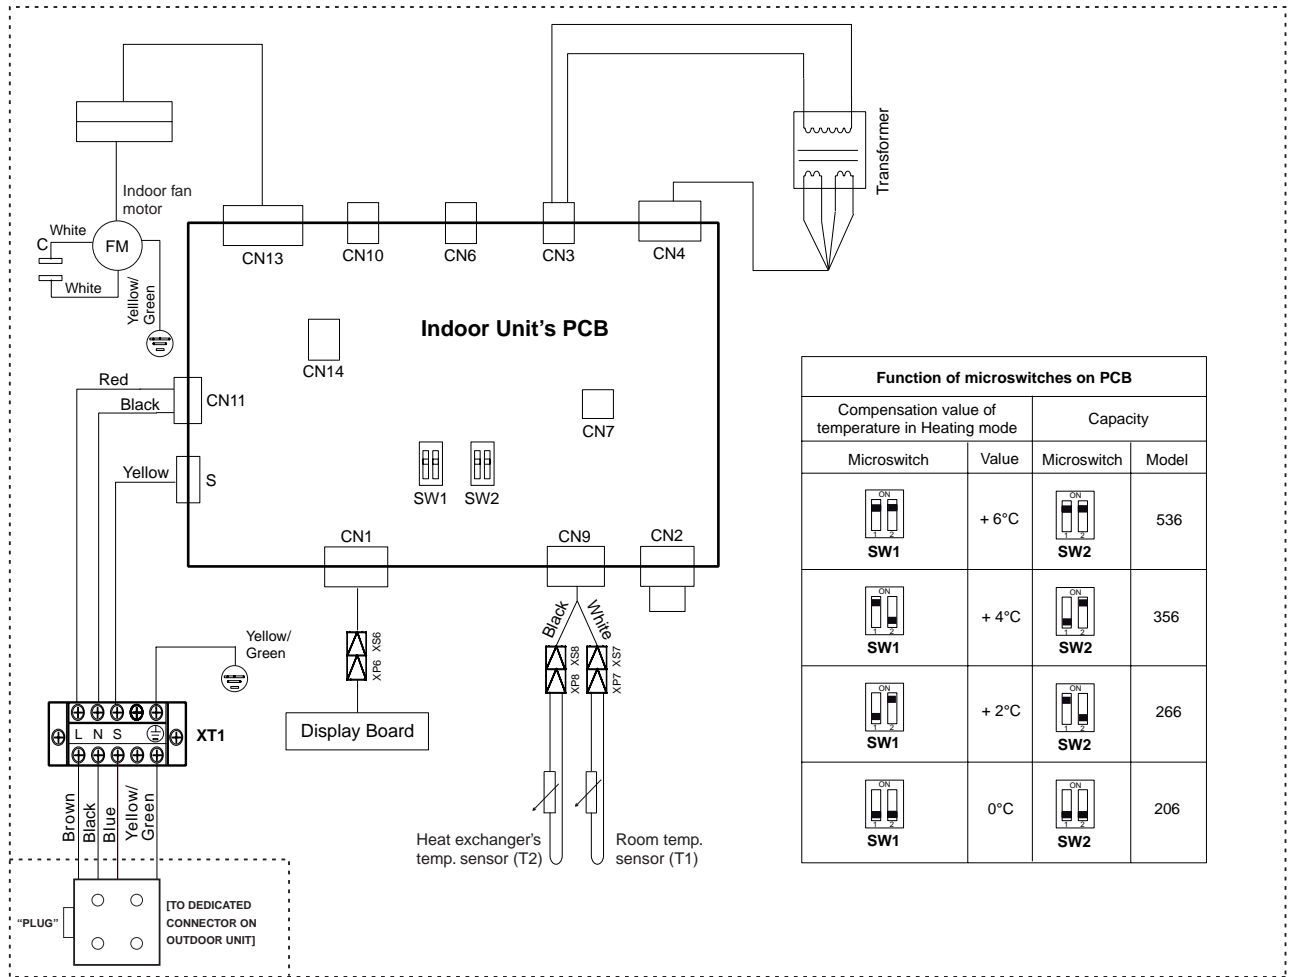 Transformer
Indoor fan
motor
White
C
FM
White
Yelllow/
Green
CN13
CN10
CN6
CN3
CN4
Indoor Unit's PCB
CN14
CN7
Red
Black
CN11
Yellow
S
SW1
SW2
CN1
CN9
CN2
Black
White
XP6 XS6
XP8 XS8
XP7 XS7
Display Board
Yellow/
Green
L N S
XT1
Brown
Black
Blue
Yellow/
Green
Heat exchanger's
temp. sensor (T2)
Room temp.
sensor (T1)
"PLUG"
[TO DEDICATED
CONNECTOR ON
OUTDOOR UNIT]
Function of microswitches on PCB
Compensation value of
temperature in Heating mode
Capacity
Microswitch Value Microswitch Model
ON ON
1 2 1 2
+ 6°C 536
SW1 SW2
ON ON
1 2 1 2
+ 4°C 356
SW1 SW2
ON ON
1 2 1 2
+ 2°C 266
SW1 SW2
ON ON
1 2 1 2
0°C 206
SW1 SW2